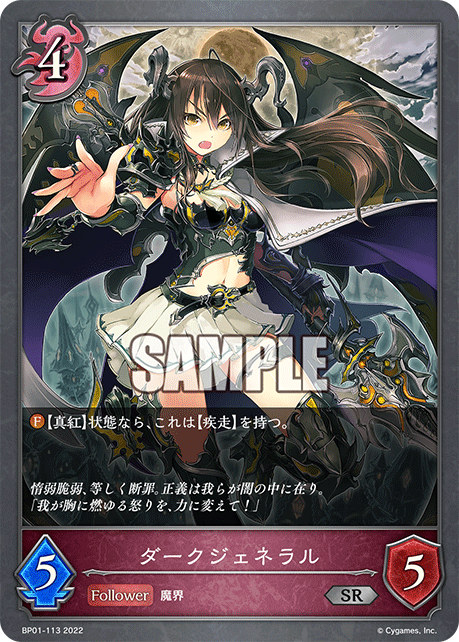 4
SAMPLE
F【真紅】状態なら、これは【疾走】を持つ。
惰弱脆弱、等しく断罪。正義は我らが闇の中に在り。
「我が胸に燃ゆる怒りを、力に変えて！」
ダークジェネラル
5
Follower 魔界
SR
5
BP01-113 2022
© Cygames, Inc.